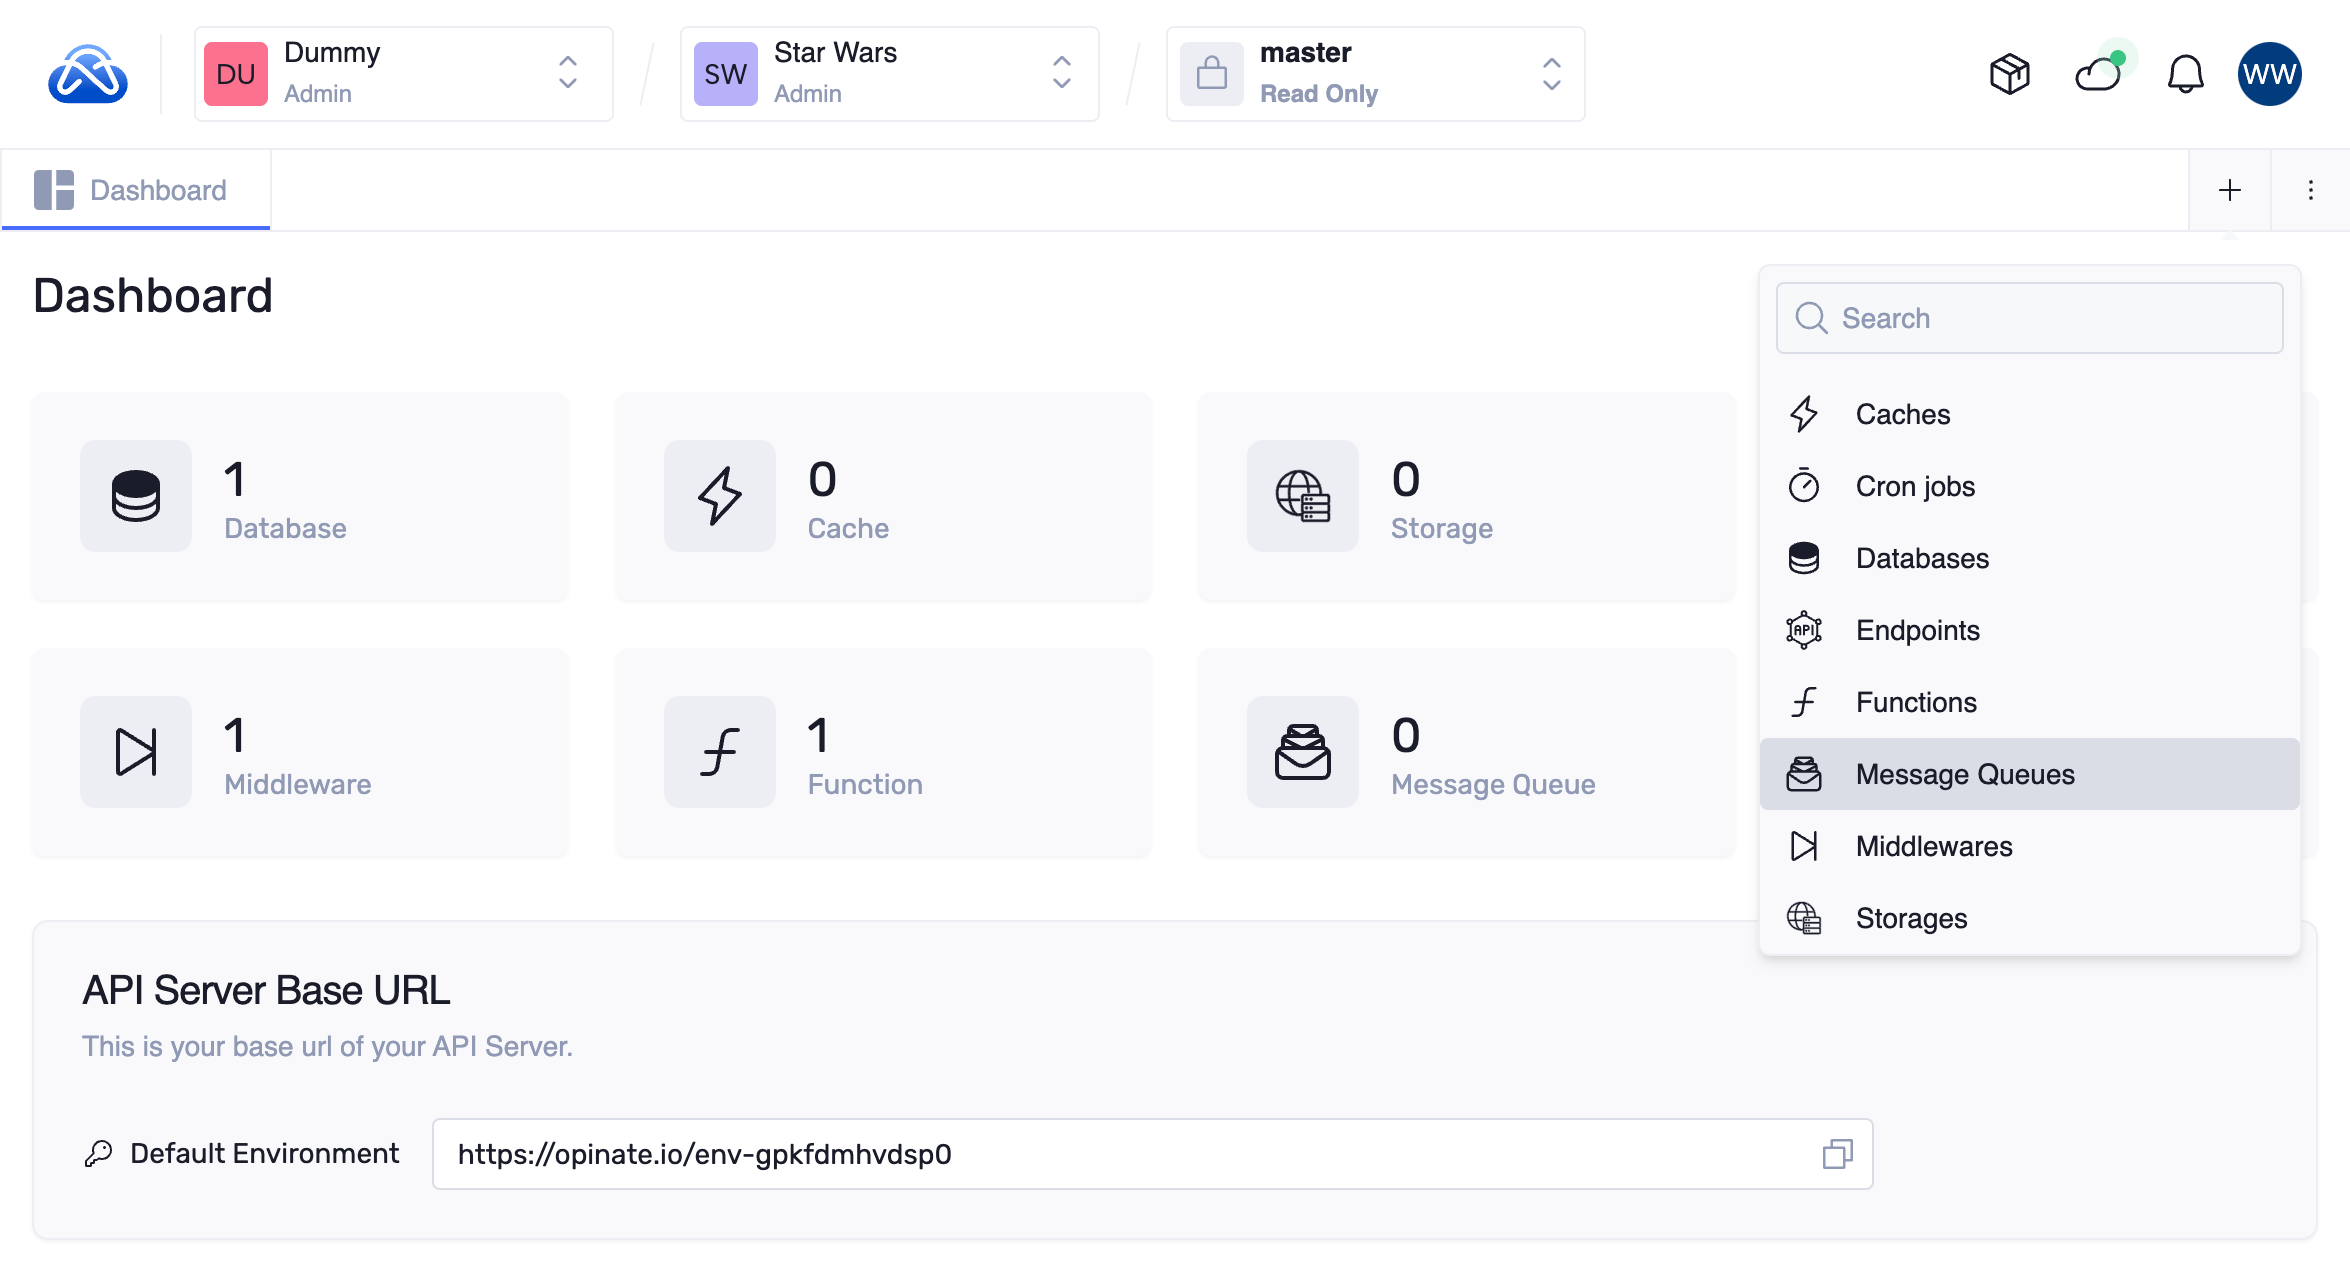 DU
Dummy
Admin
SW
Star Wars
Admin
master
Read Only
WW
Dashboard
Dashboard
Search
Caches
Cron jobs
Databases
API
Endpoints
Functions
Message Queues
Middlewares
Storages
1
Database
0
Cache
0
Storage
1
Middleware
1
Function
0
Message Queue
API Server Base URL
This is your base url of your API Server.
Default Environment
https://opinate.io/env-gpkfdmhvdsp0